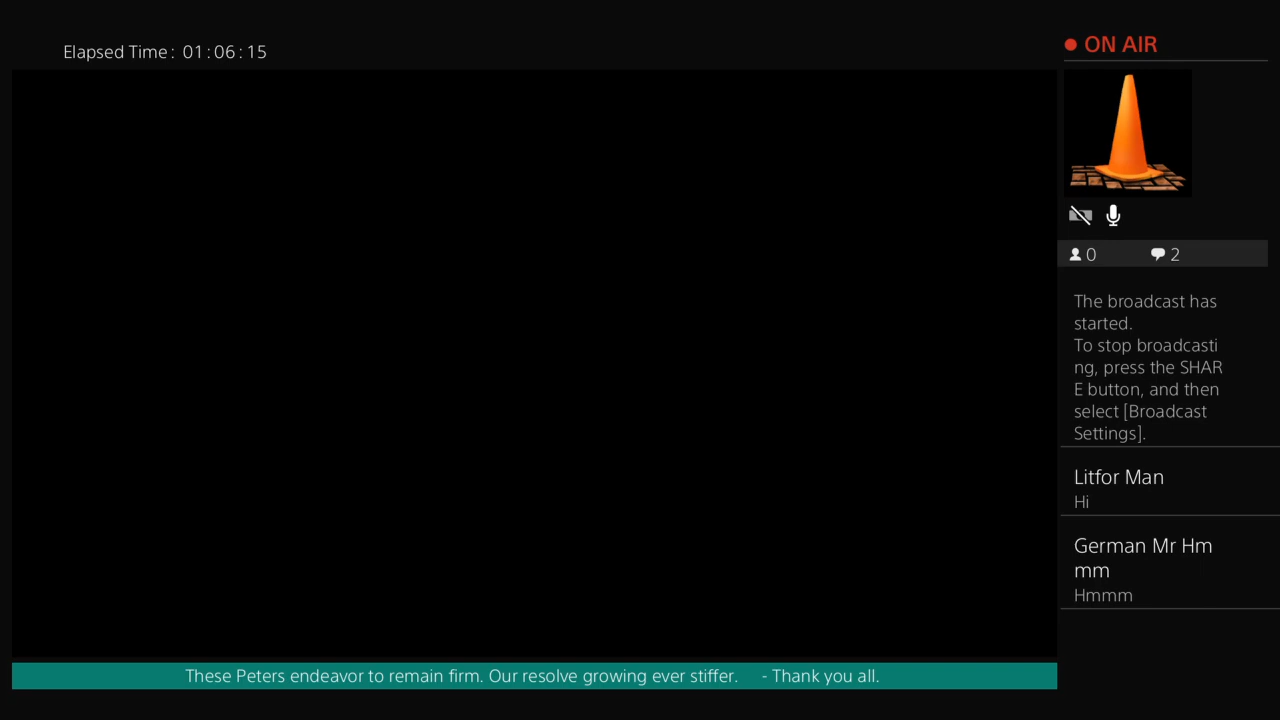 Elapsed Time: 01:06:15
ON AIR
0 2
The broadcast has
started.
To stop broadcasti
ng, press the SHAR
E button, and then
select [Broadcast
Settings].
Litfor Man
Hi
German Mr Hm
mm
Hmmm
These Peters endeavor to remain firm. Our resolve growing ever stiffer. - Thank you all.